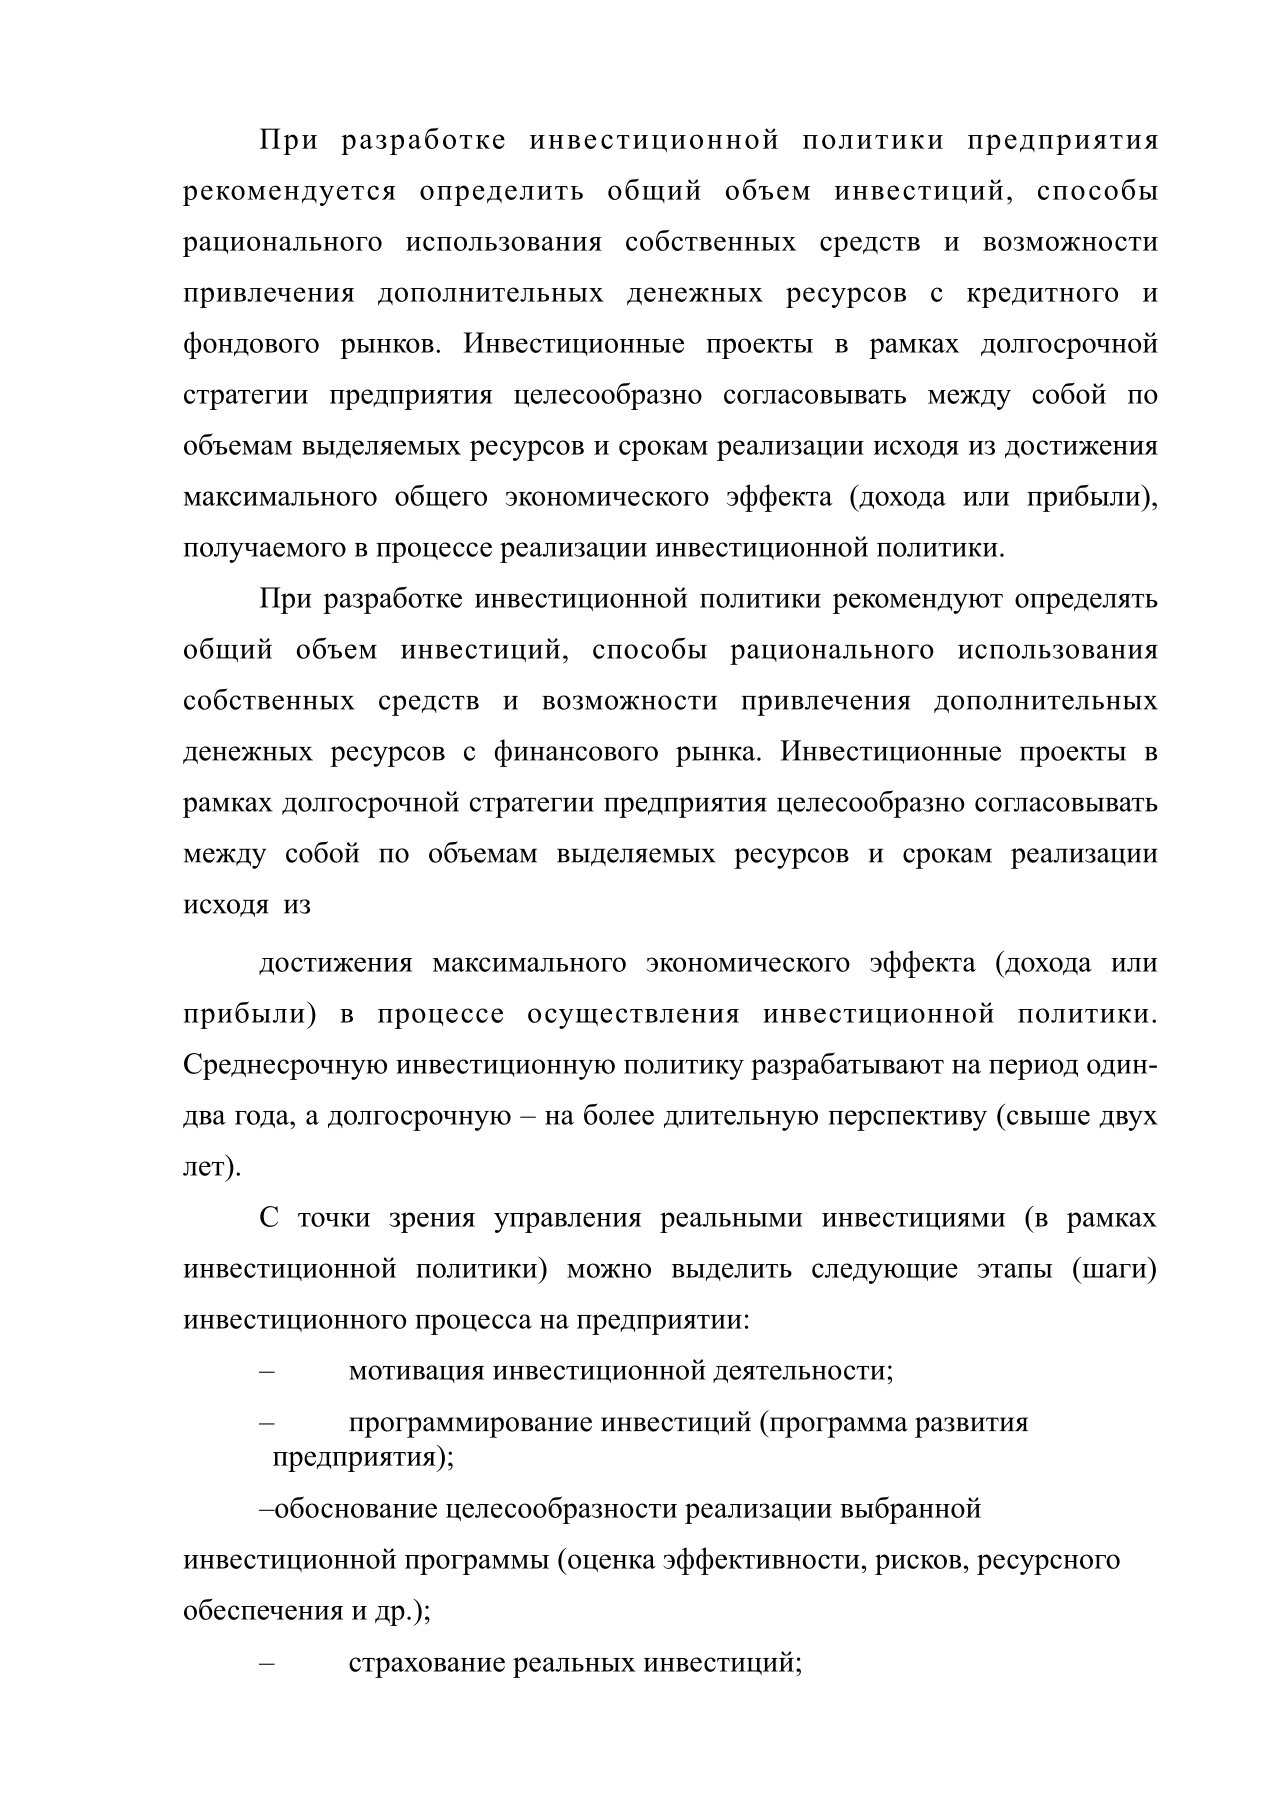 При разработке инвестиционной политики предприятия
рекомендуется определить общий объем инвестиций, способы
рационального использования собственных средств и возможности
привлечения дополнительных денежных ресурсов с кредитного и
фондового рынков. Инвестиционные проекты в рамках долгосрочной
стратегии предприятия целесообразно согласовывать между собой по
объемам выделяемых ресурсов и срокам реализации исходя из достижения
максимального общего экономического эффекта (дохода или прибыли),
получаемого в процессе реализации инвестиционной политики.
При разработке инвестиционной политики рекомендуют определять
общий объем инвестиций, способы рационального использования
собственных средств и возможности привлечения дополнительных
денежных ресурсов с финансового рынка. Инвестиционные проекты в
рамках долгосрочной стратегии предприятия целесообразно согласовывать
между собой по объемам выделяемых ресурсов и срокам реализации
исходя из
достижения максимального экономического эффекта (дохода или
прибыли) в процессе осуществления инвестиционной политики.
Среднесрочную инвестиционную политику разрабатывают на период один-
два года, а долгосрочную – на более длительную перспективу (свыше двух
лет).
С точки зрения управления реальными инвестициями (в рамках
инвестиционной политики) можно выделить следующие этапы (шаги)
инвестиционного процесса на предприятии:
– мотивация инвестиционной деятельности;
– программирование инвестиций (программа развития
предприятия);
–обоснование целесообразности реализации выбранной
инвестиционной программы (оценка эффективности, рисков, ресурсного
обеспечения и др.);
– страхование реальных инвестиций;